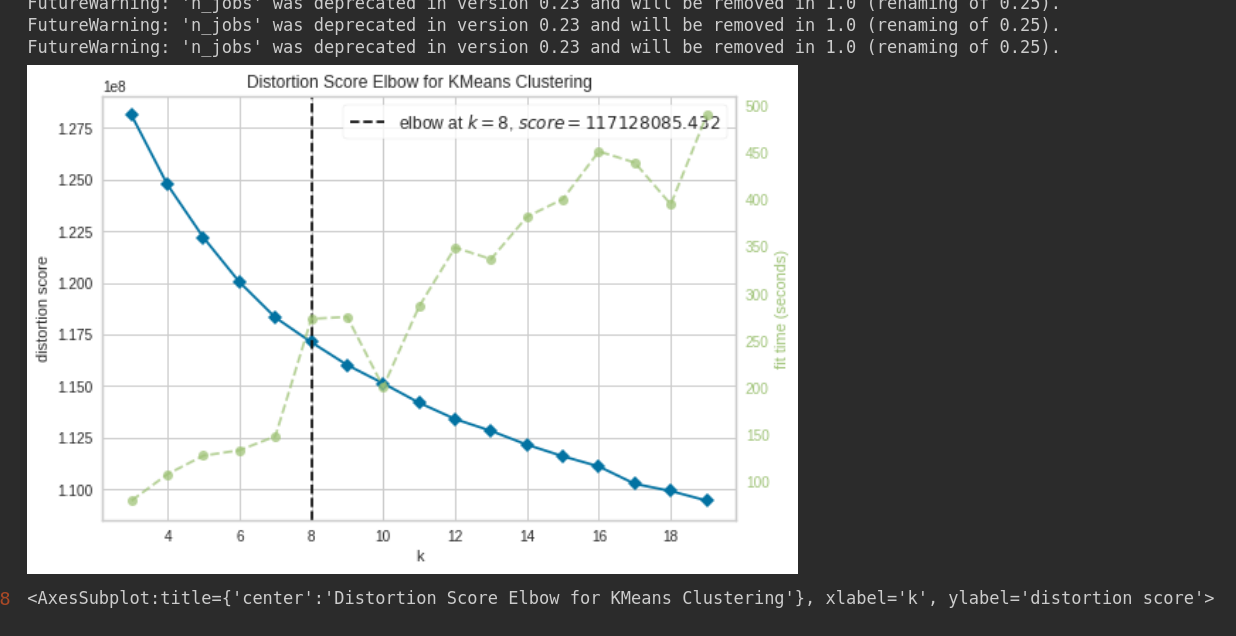 FutureWarning: 'n_jobs' was deprecated in version 0.23 and will be removed in 1.0 (renaming of 0.25).
FutureWarning: 'n_jobs' was deprecated in version 0.23 and will be removed in 1.0 (renaming of 0.25).
FutureWarning: 'n_jobs' was deprecated in version 0.23 and will be removed in 1.0 (renaming of 0.25).
Distortion Score Elbow for KMeans Clustering
1e8
elbow at k = 8, score = 117128085.432
1.275
1.250
1.225
1.200
1.175
1.150
1.125
1.100
distortion score
500
450
400
350
300
250
200
150
100
fit time (seconds)
4 6 8 10 12 14 16 18
k
8 <AxesSubplot:title={'center':'Distortion Score Elbow for KMeans Clustering'}, xlabel='k', ylabel='distortion score'>